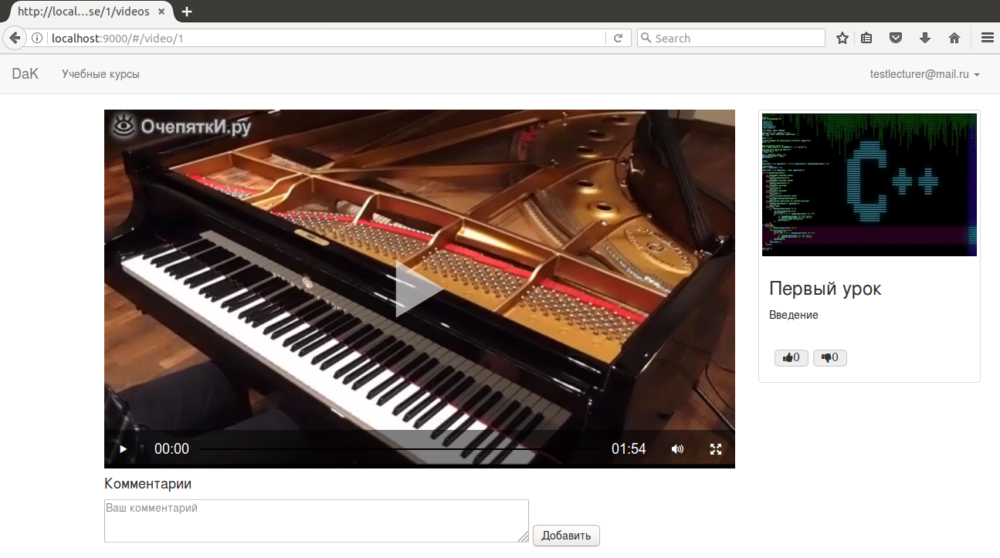 http://local...se/1/videos
localhost:9000/#/video/1
Search
DaK
Учебные курсы
testlecturer@mail.ru
ОчепяткИ.ру
C++
Первый урок
Введение
0
0
00:00
01:54
Комментарии
Ваш комментарий
Добавить